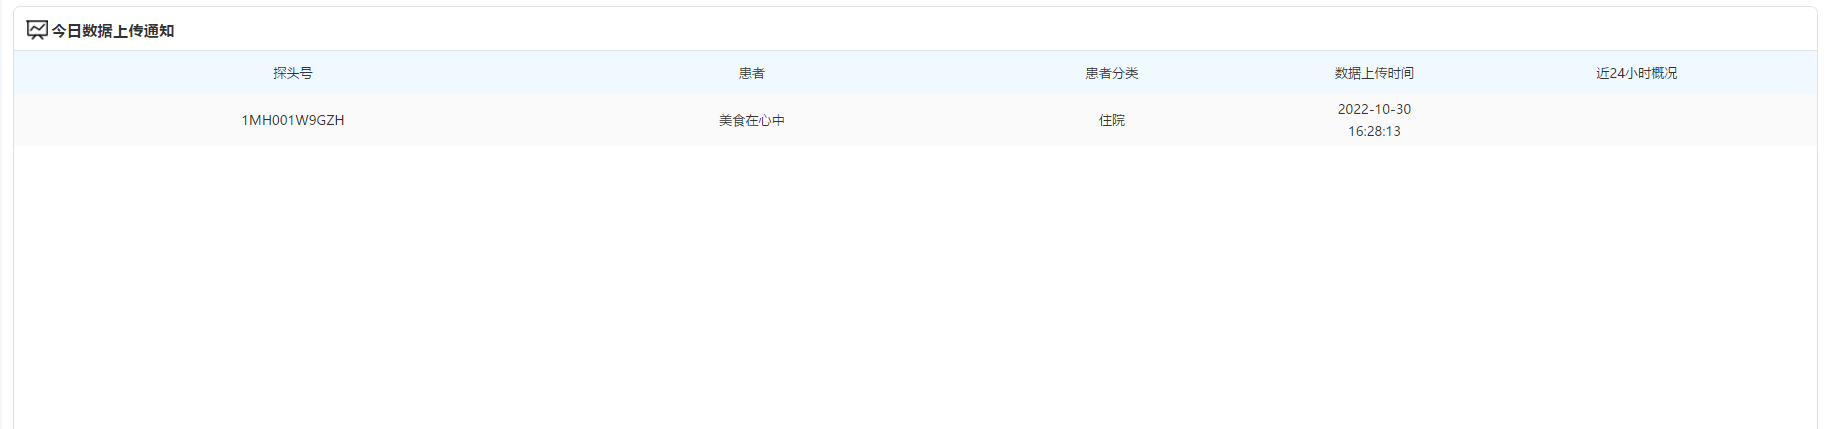 今日数据上传通知
探头号 患者 患者分类 数据上传时间 近24小时概况
1MH001W9GZH 美食在心中 住院 2022-10-30
16:28:13